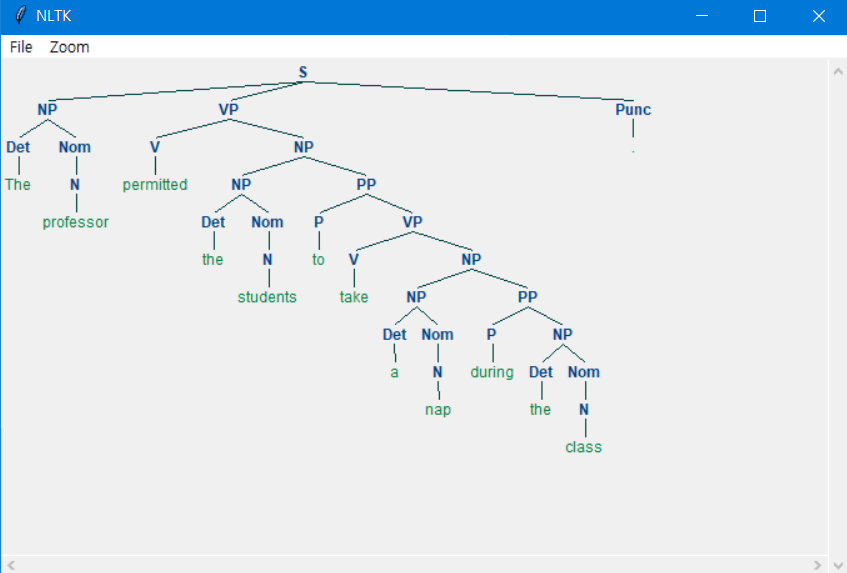 NLTK
File Zoom
S
NP VP Punc
Det Nom V NP .
The N permitted NP PP
professor Det Nom P VP
the N to V NP
students take NP PP
Det Nom P NP
a N during Det Nom
nap the N
class